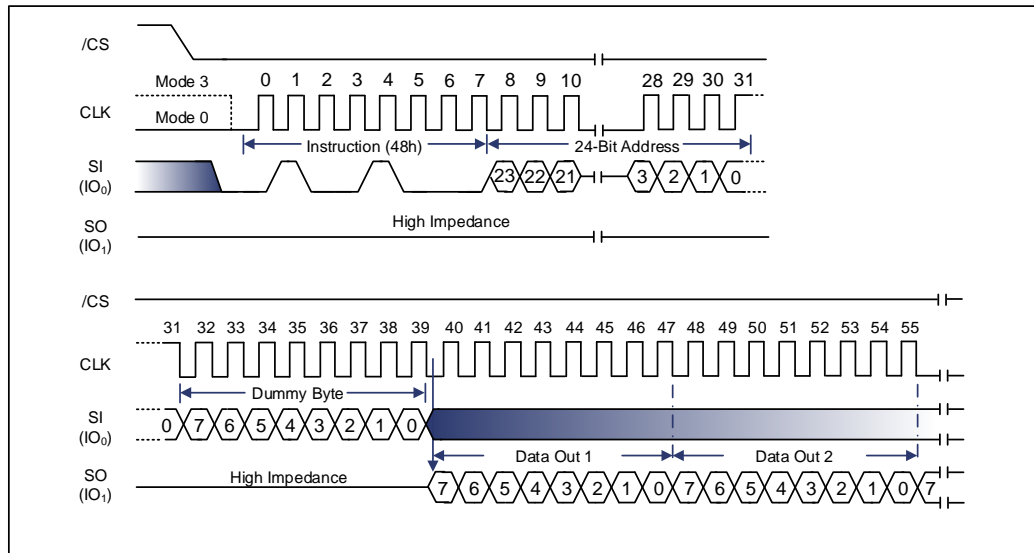 /CS
Mode 3 0 1 2 3 4 5 6 7 8 9 10 28 29 30 31
CLK
Mode 0
Instruction (48h) 24-Bit Address
SI
(IO₀) 23 22 21 3 2 1 0
SO
(IO₁)
High Impedance
/CS
31 32 33 34 35 36 37 38 39 40 41 42 43 44 45 46 47 48 49 50 51 52 53 54 55
CLK
Dummy Byte
SI
(IO₀) 0 7 6 5 4 3 2 1 0
Data Out 1 Data Out 2
SO
(IO₁)
High Impedance
7 6 5 4 3 2 1 0 7 6 5 4 3 2 1 0 7